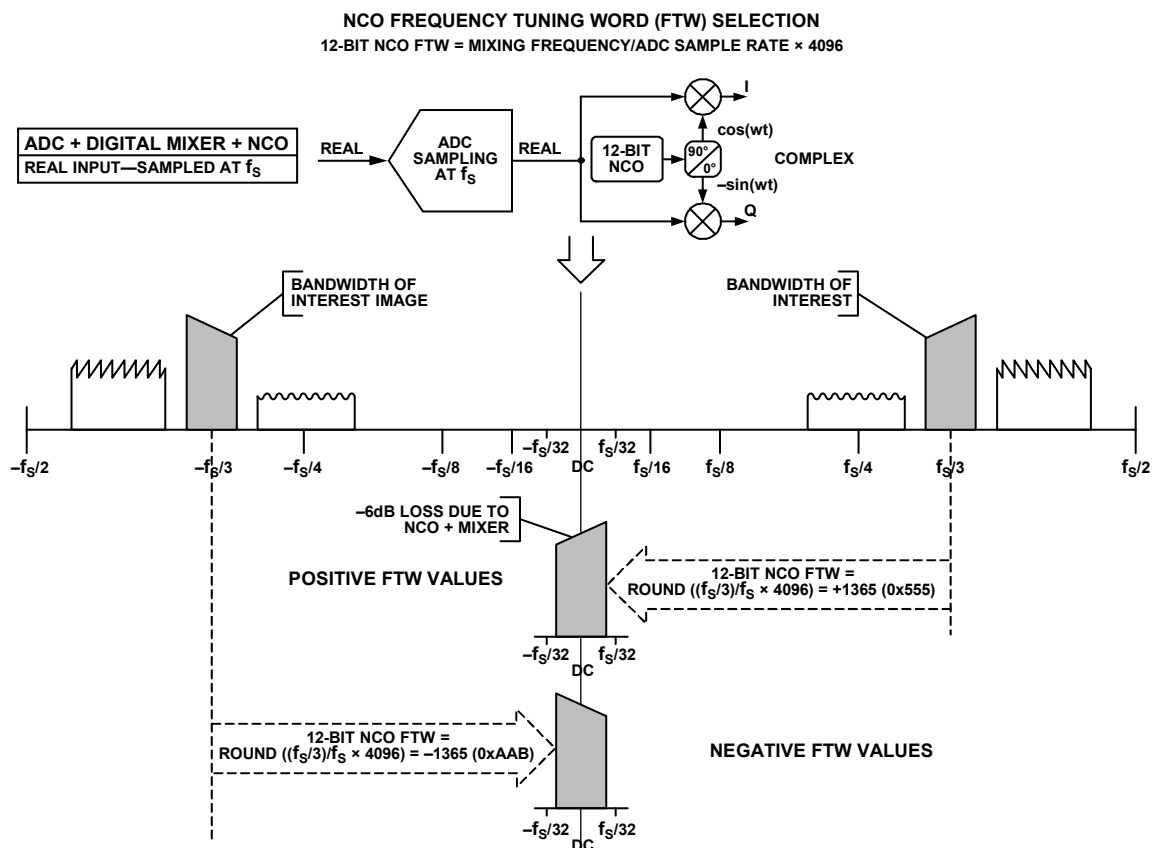 NCO FREQUENCY TUNING WORD (FTW) SELECTION
12-BIT NCO FTW = MIXING FREQUENCY/ADC SAMPLE RATE × 4096
ADC + DIGITAL MIXER + NCO
REAL INPUT—SAMPLED AT fS
REAL
ADC
SAMPLING
AT fS
REAL
12-BIT
NCO
90°
0°
I
cos(wt)
COMPLEX
–sin(wt)
Q
BANDWIDTH OF
INTEREST IMAGE
BANDWIDTH OF
INTEREST
–fS/2
–fS/3
–fS/4
–fS/8
–fS/16
–fS/32
DC
fS/32
fS/16
fS/8
fS/4
fS/3
fS/2
–6dB LOSS DUE TO
NCO + MIXER
POSITIVE FTW VALUES
12-BIT NCO FTW =
ROUND ((fS/3)/fS × 4096) = +1365 (0x555)
–fS/32
DC
fS/32
12-BIT NCO FTW =
ROUND ((fS/3)/fS × 4096) = –1365 (0xAAB)
NEGATIVE FTW VALUES
–fS/32
DC
fS/32